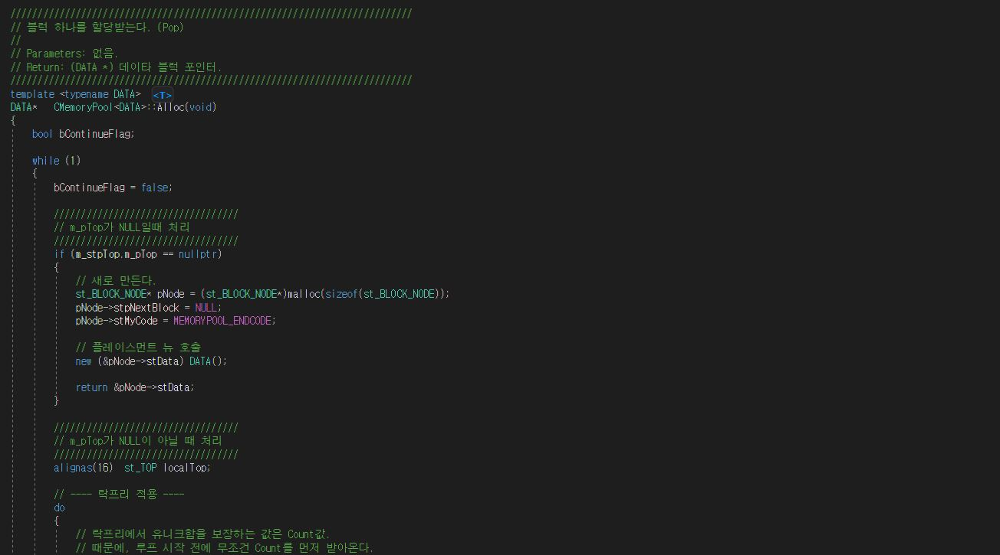 //////////////////////////////////////////////////////////////////////////
// 블럭 하나를 할당받는다. (Pop)
//
// Parameters: 없음.
// Return: (DATA *) 데이타 블럭 포인터.
//////////////////////////////////////////////////////////////////////////
template <typename DATA> <T>
DATA* CMemoryPool<DATA>::Alloc(void)
{
bool bContinueFlag;
while (1)
{
bContinueFlag = false;
//////////////////////////////////
// m_pTop가 NULL일때 처리
//////////////////////////////////
if (m_stpTop.m_pTop == nullptr)
{
// 새로 만든다.
st_BLOCK_NODE* pNode = (st_BLOCK_NODE*)malloc(sizeof(st_BLOCK_NODE));
pNode->stpNextBlock = NULL;
pNode->stMyCode = MEMORYPOOL_ENDCODE;
// 플레이스먼트 뉴 호출
new (&pNode->stData) DATA();
return &pNode->stData;
}
//////////////////////////////////
// m_pTop가 NULL이 아닐 때 처리
//////////////////////////////////
alignas(16) st_TOP localTop;
// ---- 락프리 적용 ----
do
{
// 락프리에서 유니크함을 보장하는 값은 Count값.
// 때문에, 루프 시작 전에 무조건 Count를 먼저 받아온다.